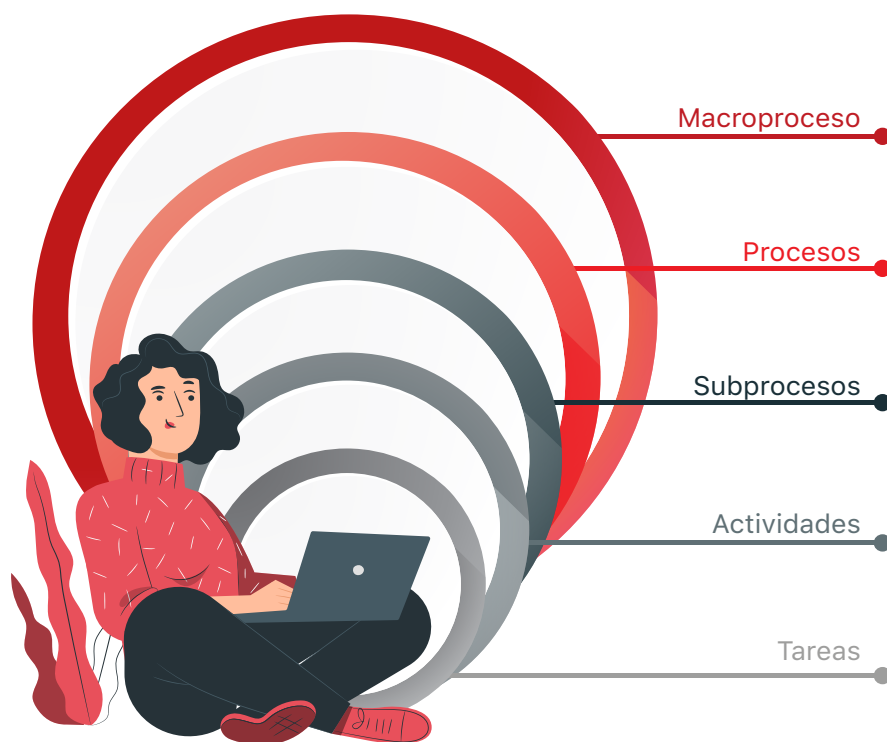 Macroproceso
Procesos
Subprocesos
Actividades
Tareas